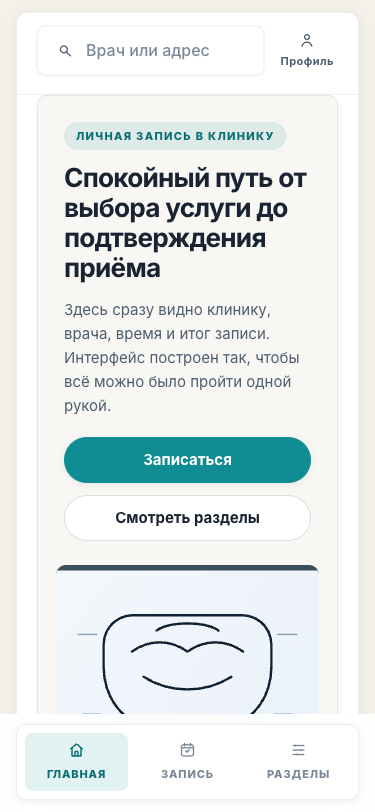 Врач или адрес
Профиль
ЛИЧНАЯ ЗАПИСЬ В КЛИНИКУ
Спокойный путь от
выбора услуги до
подтверждения
приёма
Здесь сразу видно клинику,
врача, время и итог записи.
Интерфейс построен так, чтобы
всё можно было пройти одной
рукой.
Записаться
Смотреть разделы
ГЛАВНАЯ
ЗАПИСЬ
РАЗДЕЛЫ